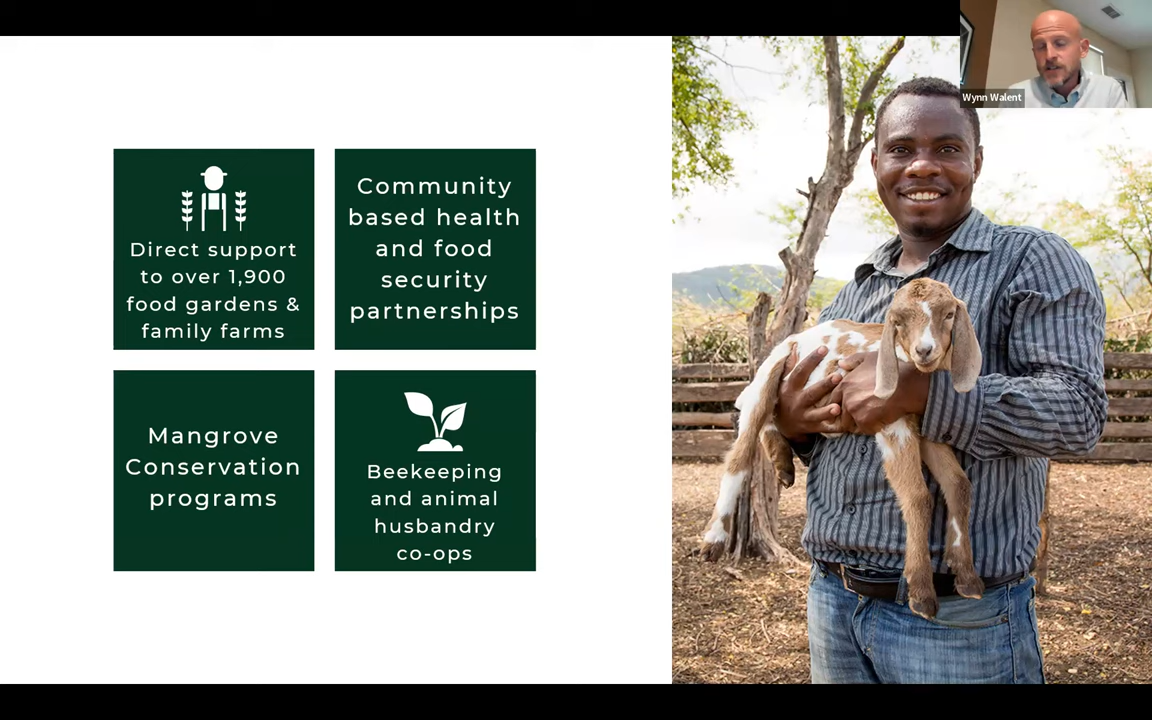 Wynn Walent
Direct support
to over 1,900
food gardens &
family farms
Community
based health
and food
security
partnerships
Mangrove
Conservation
programs
Beekeeping
and animal
husbandry
co-ops